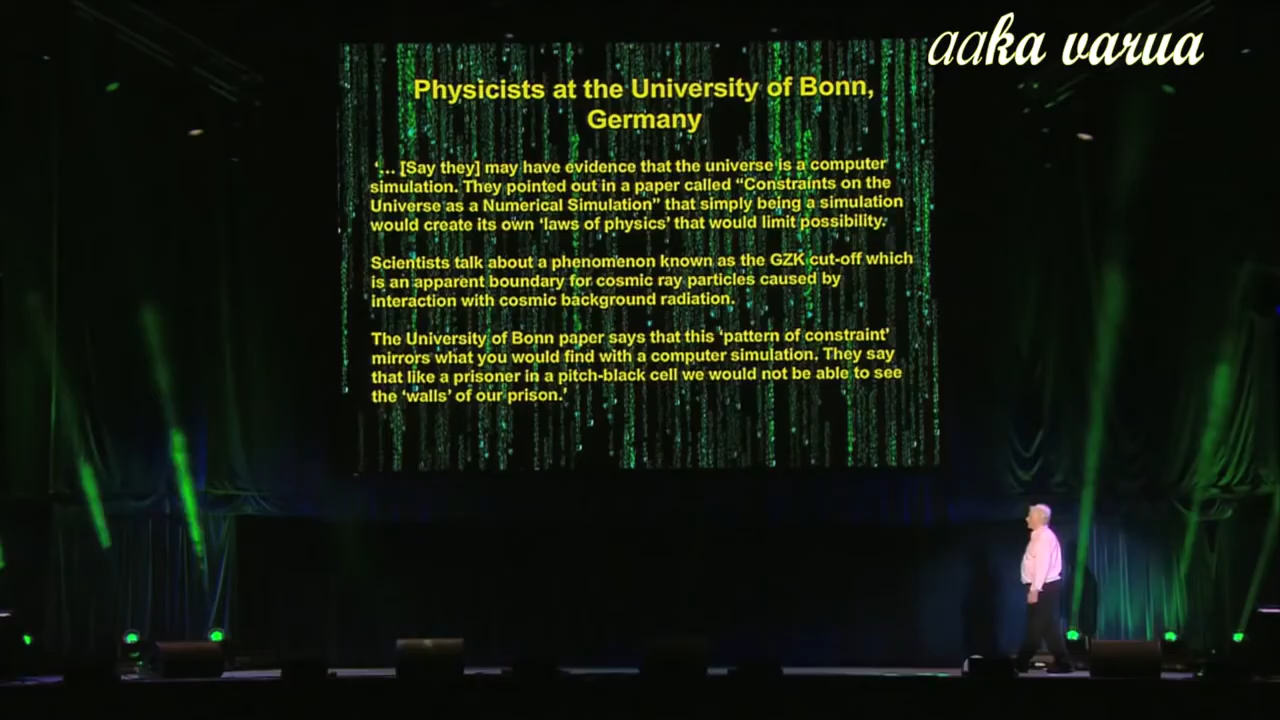 aaka varua
Physicists at the University of Bonn,
Germany
‘... [Say they] may have evidence that the universe is a computer
simulation. They pointed out in a paper called “Constraints on the
Universe as a Numerical Simulation” that simply being a simulation
would create its own ‘laws of physics’ that would limit possibility.
Scientists talk about a phenomenon known as the GZK cut-off which
is an apparent boundary for cosmic ray particles caused by
interaction with cosmic background radiation.
The University of Bonn paper says that this ‘pattern of constraint’
mirrors what you would find with a computer simulation. They say
that like a prisoner in a pitch-black cell we would not be able to see
the ‘walls’ of our prison.’